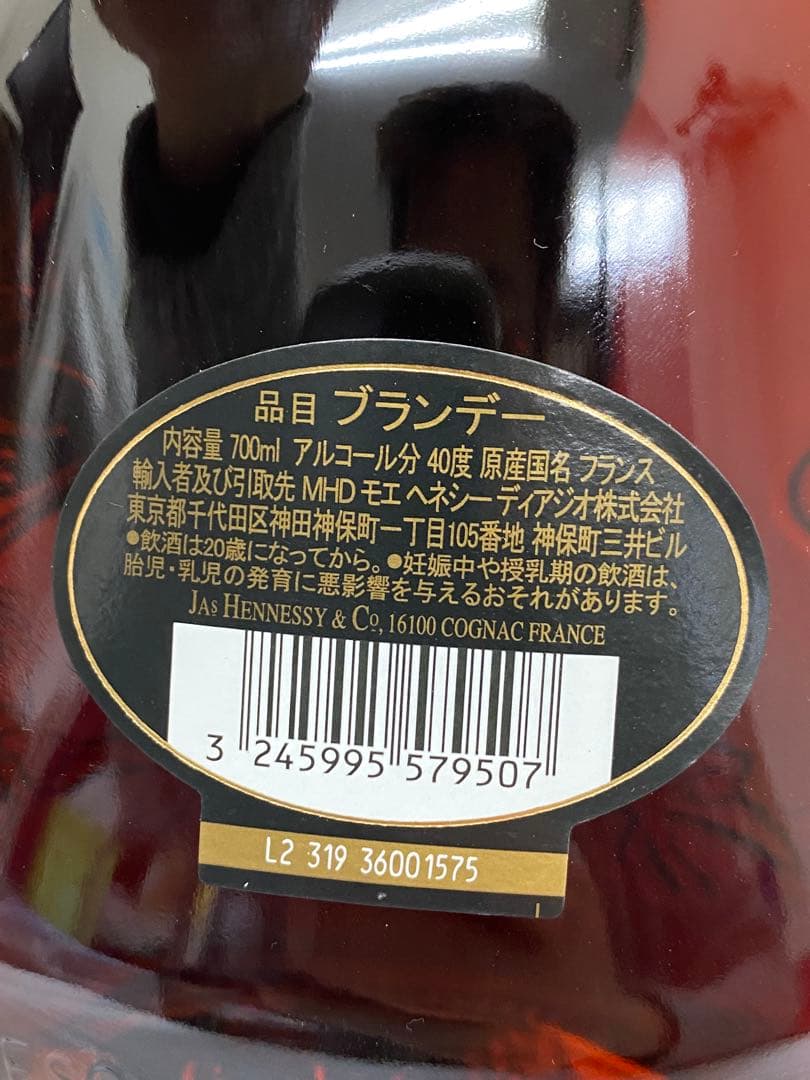 品目 ブランデー
内容量 700ml アルコール分 40度 原産国名 フランス
輸入者及び引取先 MHD モエ ヘネシー ディアジオ株式会社
東京都千代田区神田神保町一丁目105番地 神保町三井ビル
●飲酒は20歳になってから。●妊娠中や授乳期の飲酒は、
胎児・乳児の発育に悪影響を与えるおそれがあります。
JAS HENNESSY & CO, 16100 COGNAC FRANCE
3 245995 579507
L2 319 36001575